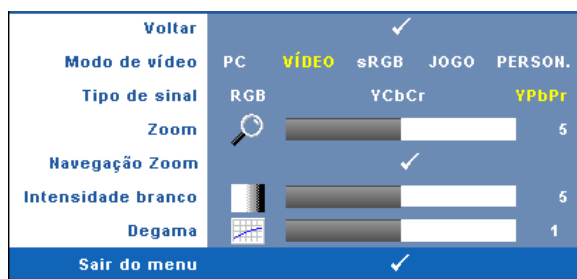 Voltar
Modo de vídeo PC VÍDEO sRGB JOGO PERSON.
Tipo de sinal RGB YCbCr YPbPr
Zoom 5
Navegação Zoom
Intensidade branco 5
Degama 1
Sair do menu